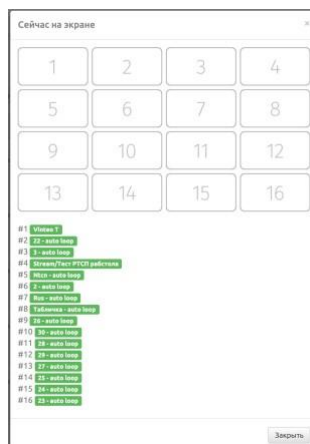 Сейчас на экране ×
1 2 3 4
5 6 7 8
9 10 11 12
13 14 15 16
#1 Vinteo T
#2 22 - auto loop
#3 1 - auto loop
#4 Stream/Тест РТСП рабстола
#5 Ntcn - auto loop
#6 2 - auto loop
#7 Rus - auto loop
#8 Табличка - auto loop
#9 26 - auto loop
#10 30 - auto loop
#11 28 - auto loop
#12 29 - auto loop
#13 27 - auto loop
#14 21 - auto loop
#15 24 - auto loop
#16 25 - auto loop
Закрыть